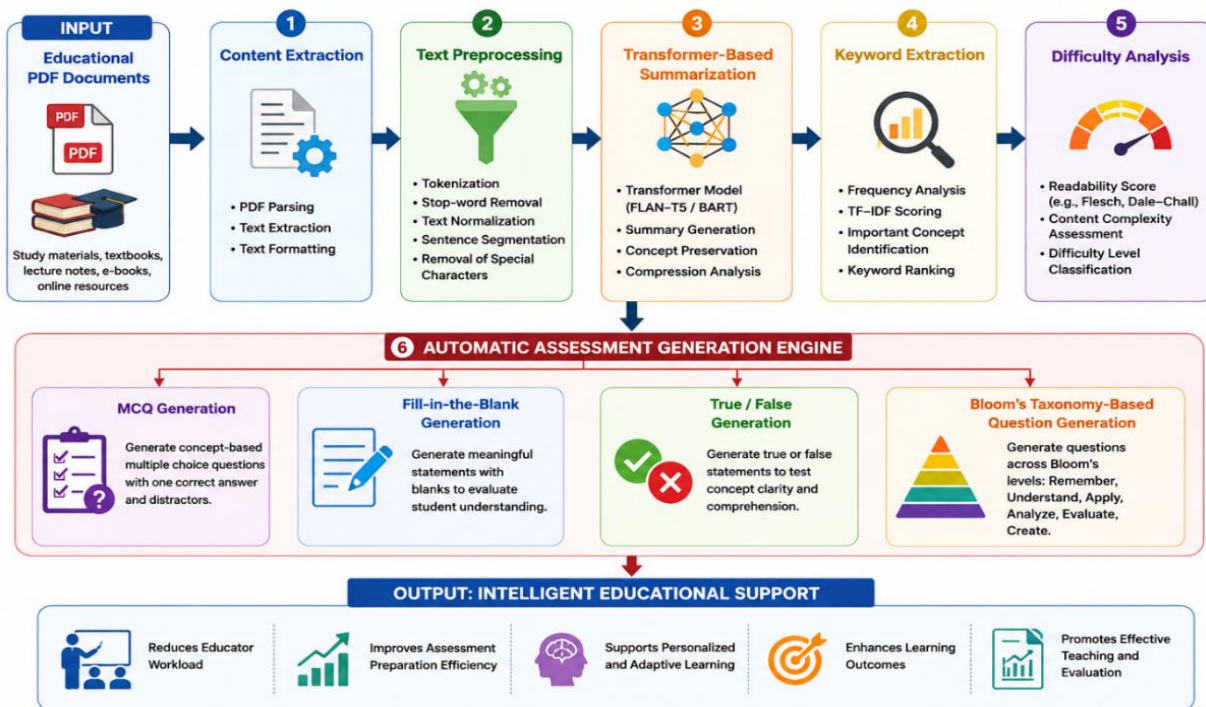 INPUT
Educational
PDF Documents
PDF
PDF
Study materials, textbooks,
lecture notes, e-books,
online resources
1
Content Extraction
• PDF Parsing
• Text Extraction
• Text Formatting
2
Text Preprocessing
• Tokenization
• Stop-word Removal
• Text Normalization
• Sentence Segmentation
• Removal of Special
Characters
3
Transformer-Based
Summarization
• Transformer Model
(FLAN-T5 / BART)
• Summary Generation
• Concept Preservation
• Compression Analysis
4
Keyword Extraction
• Frequency Analysis
• TF-IDF Scoring
• Important Concept
Identification
• Keyword Ranking
5
Difficulty Analysis
• Readability Score
(e.g., Flesch, Dale-Chall)
• Content Complexity
Assessment
• Difficulty Level
Classification
6 AUTOMATIC ASSESSMENT GENERATION ENGINE
MCQ Generation
Generate concept-based
multiple choice questions
with one correct answer
and distractors.
?
Fill-in-the-Blank
Generation
Generate meaningful
statements with
blanks to evaluate
student understanding.
True / False
Generation
Generate true or false
statements to test
concept clarity and
comprehension.
Bloom's Taxonomy-Based
Question Generation
Generate questions
across Bloom's
levels: Remember,
Understand, Apply,
Analyze, Evaluate,
Create.
OUTPUT: INTELLIGENT EDUCATIONAL SUPPORT
Reduces Educator
Workload
Improves Assessment
Preparation Efficiency
Supports Personalized
and Adaptive Learning
Enhances Learning
Outcomes
Promotes Effective
Teaching and
Evaluation